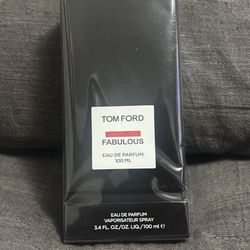 TOM FORD
FABULOUS
EAU DE PARFUM
100 ML
EAU DE PARFUM
VAPORISATEUR SPRAY
3.4 FL. OZ./OZ. LIQ./100 ml ℮